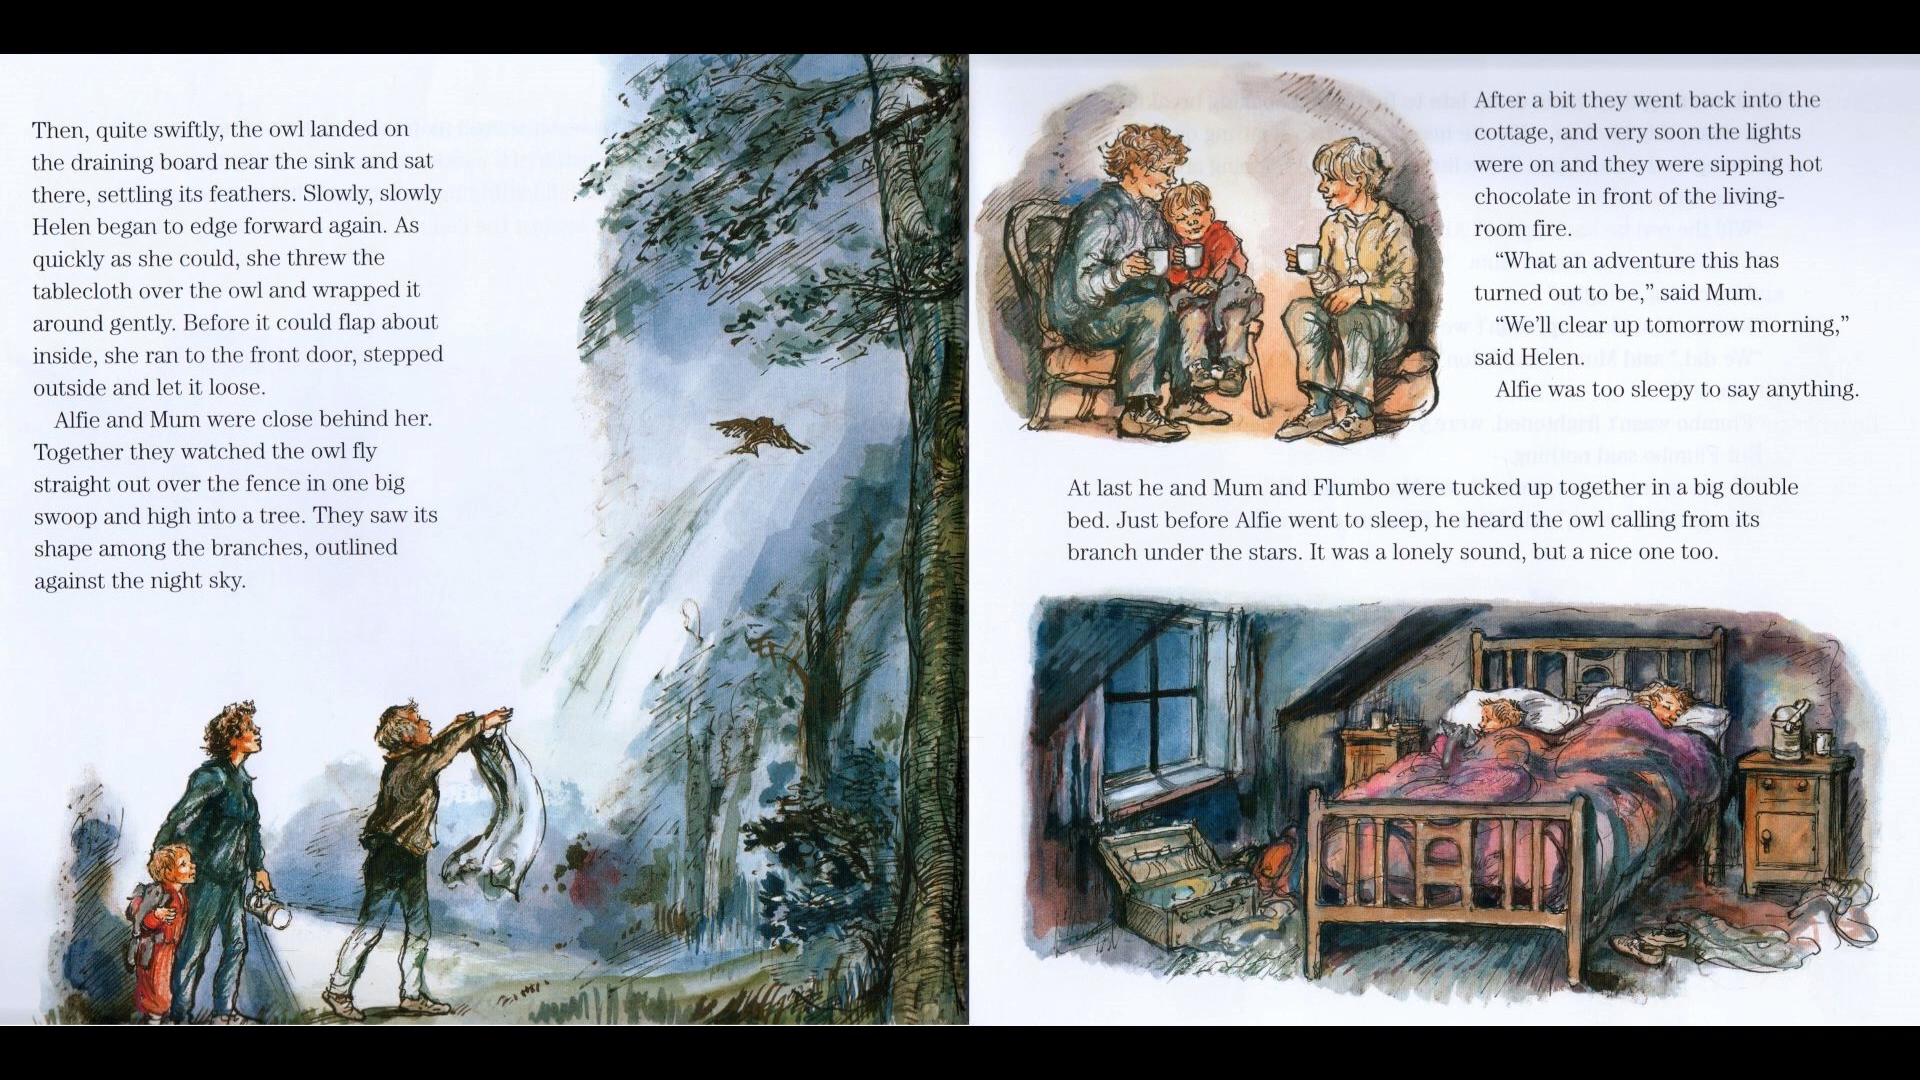 Then, quite swiftly, the owl landed on
the draining board near the sink and sat
there, settling its feathers. Slowly, slowly
Helen began to edge forward again. As
quickly as she could, she threw the
tablecloth over the owl and wrapped it
around gently. Before it could flap about
inside, she ran to the front door, stepped
outside and let it loose.
Alfie and Mum were close behind her.
Together they watched the owl fly
straight out over the fence in one big
swoop and high into a tree. They saw its
shape among the branches, outlined
against the night sky.
After a bit they went back into the
cottage, and very soon the lights
were on and they were sipping hot
chocolate in front of the living-
room fire.
“What an adventure this has
turned out to be,” said Mum.
“We’ll clear up tomorrow morning,”
said Helen.
Alfie was too sleepy to say anything.
At last he and Mum and Flumbo were tucked up together in a big double
bed. Just before Alfie went to sleep, he heard the owl calling from its
branch under the stars. It was a lonely sound, but a nice one too.